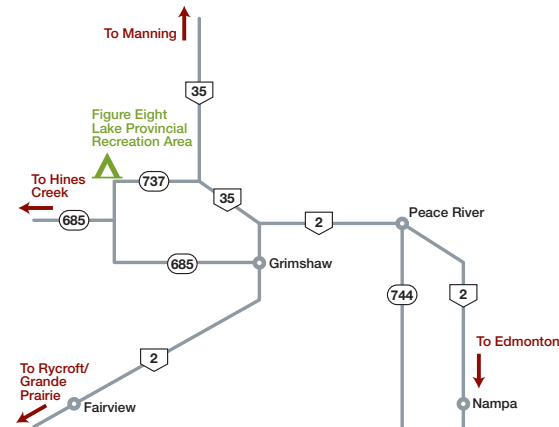 To Manning
35
Figure Eight
Lake Provincial
Recreation Area
737
To Hines
Creek
685
35
2
Peace River
685
Grimshaw
744
2
2
To Edmonton
To Rycroft/
Grande
Prairie
Fairview
Nampa